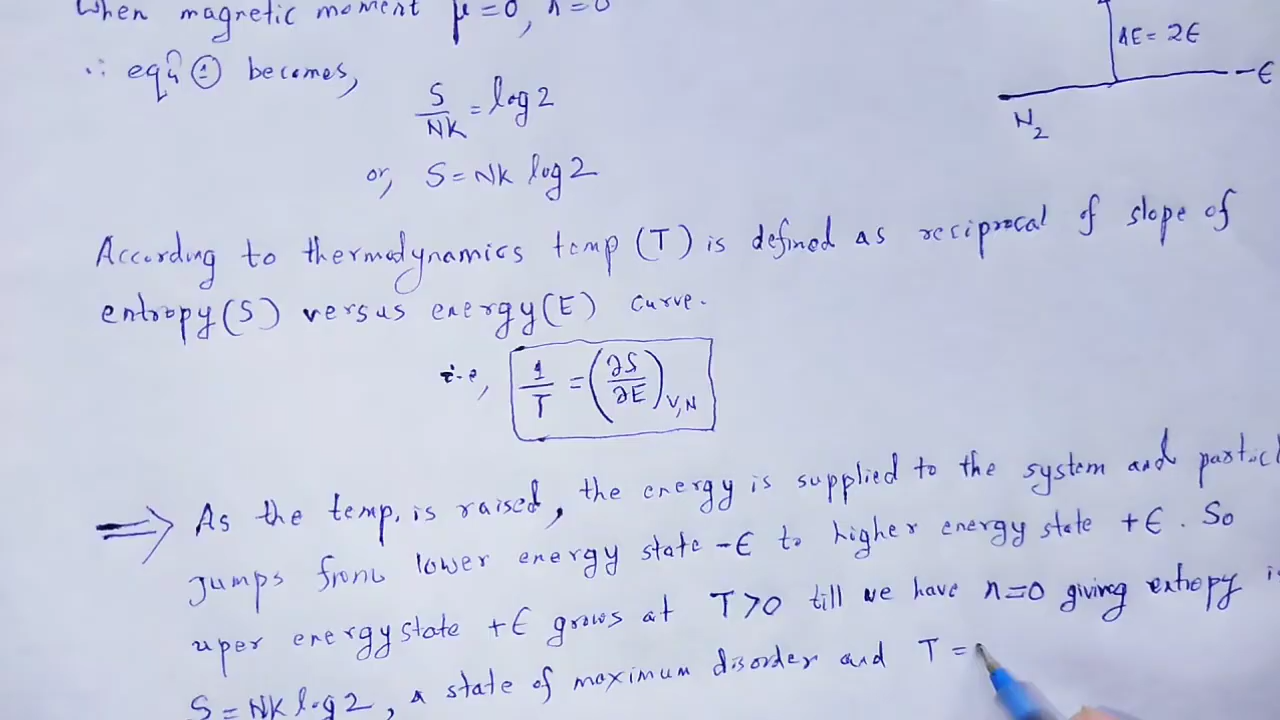 When magnetic moment μ=0, n=0
∴ eqⁿ ① becomes,
S/NK = log 2
or, S = NK log 2
ΔE = 2ϵ
-ϵ
N₂
According to thermodynamics temp (T) is defined as reciprocal of slope of
entropy(S) versus energy(E) curve.
i.e, 1/T = (∂S/∂E)V,N
⇒ As the temp. is raised, the energy is supplied to the system and particl
Jumps from lower energy state -ϵ to higher energy state +ϵ. So
uper energy state +ϵ grows at T>0 till we have n=0 giving entropy is
S = NK log 2, a state of maximum disorder and T =